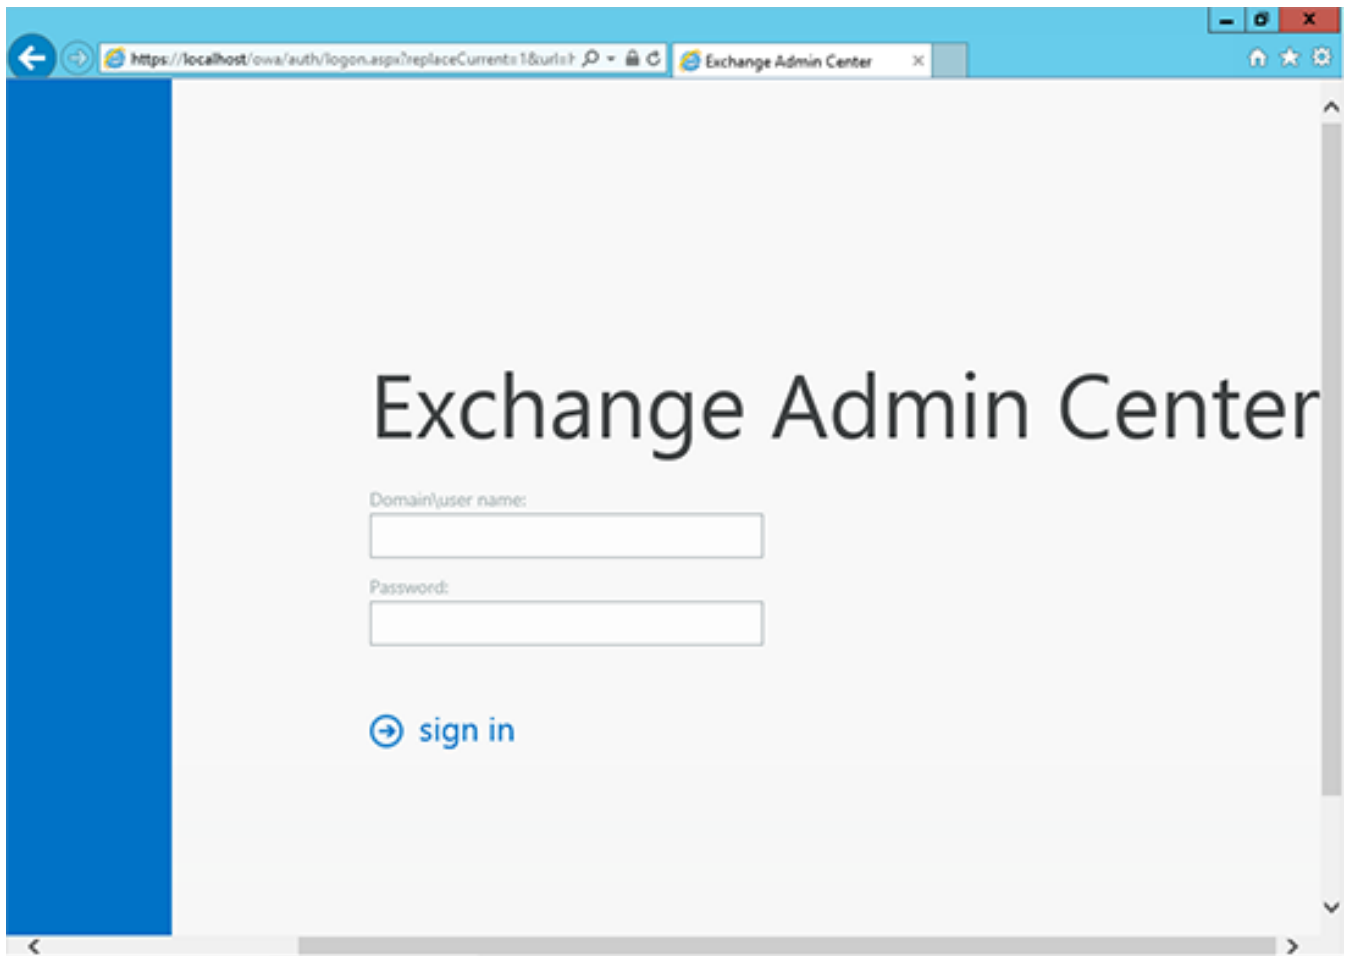 https://localhost/owa/auth/logon.aspx?replaceCurrent=1&url=
Exchange Admin Center
Exchange Admin Center
Domain\user name:
Password:
sign in